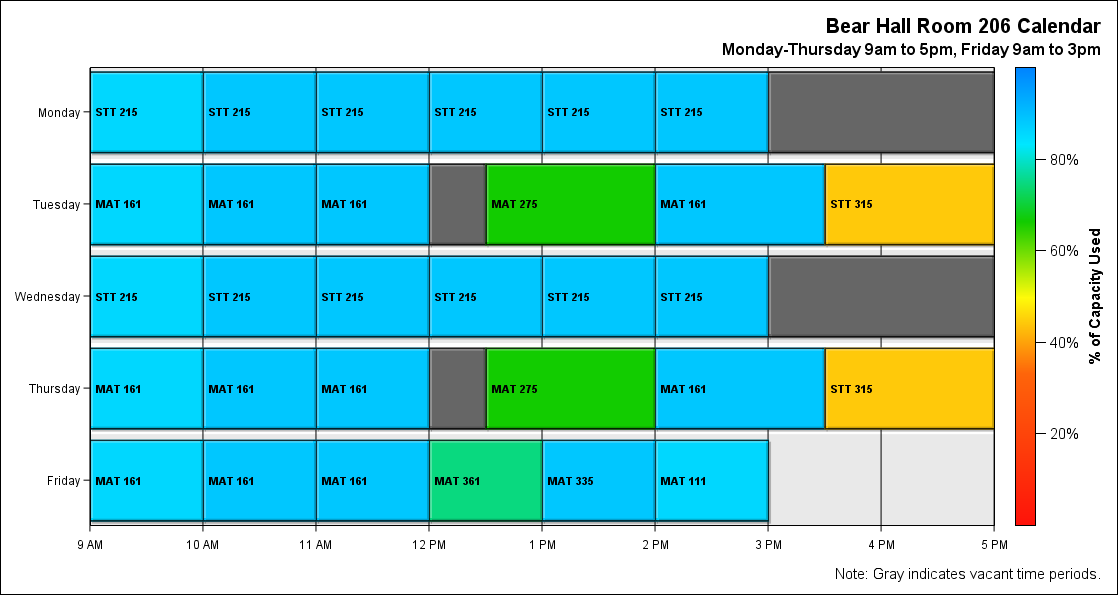 Bear Hall Room 206 Calendar
Monday-Thursday 9am to 5pm, Friday 9am to 3pm
Monday STT 215 STT 215 STT 215 STT 215 STT 215 STT 215
Tuesday MAT 161 MAT 161 MAT 161 MAT 275 MAT 161 STT 315
Wednesday STT 215 STT 215 STT 215 STT 215 STT 215 STT 215
Thursday MAT 161 MAT 161 MAT 161 MAT 275 MAT 161 STT 315
Friday MAT 161 MAT 161 MAT 161 MAT 361 MAT 335 MAT 111
9 AM 10 AM 11 AM 12 PM 1 PM 2 PM 3 PM 4 PM 5 PM
80%
60%
40%
20%
% of Capacity Used
Note: Gray indicates vacant time periods.